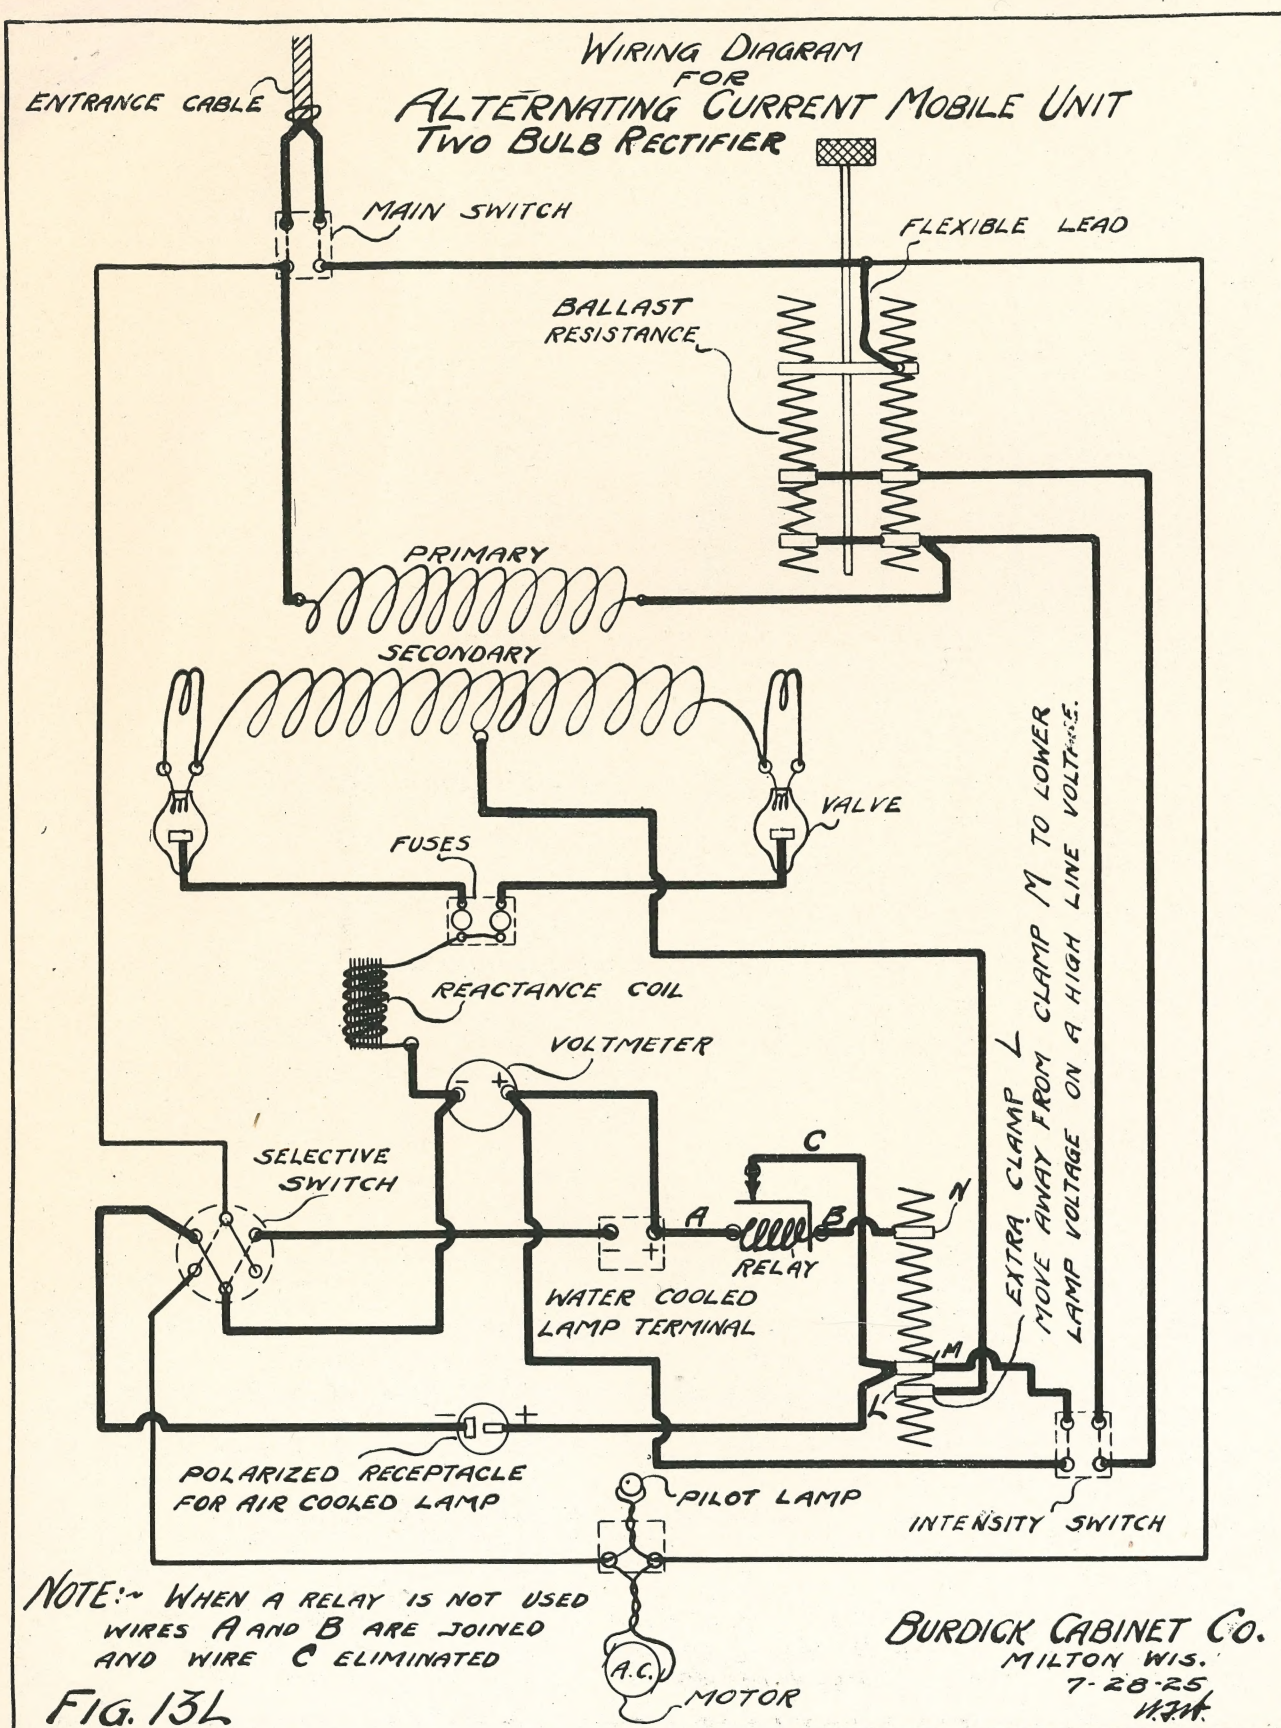 WIRING DIAGRAM
FOR
ALTERNATING CURRENT MOBILE UNIT
TWO BULB RECTIFIER
ENTRANCE CABLE
MAIN SWITCH
FLEXIBLE LEAD
BALLAST
RESISTANCE
PRIMARY
SECONDARY
VALVE
FUSES
REACTANCE COIL
VOLTMETER
- +
SELECTIVE
SWITCH
C
A
B
N
RELAY
- +
WATER COOLED
LAMP TERMINAL
M
L
EXTRA CLAMP L
MOVE AWAY FROM CLAMP M TO LOWER
LAMP VOLTAGE ON A HIGH LINE VOLTAGE.
- +
POLARIZED RECEPTACLE
FOR AIR COOLED LAMP
PILOT LAMP
INTENSITY SWITCH
NOTE:~ WHEN A RELAY IS NOT USED
WIRES A AND B ARE JOINED
AND WIRE C ELIMINATED
A.C.
MOTOR
FIG. 13L
BURDICK CABINET CO.
MILTON WIS.
7-28-25